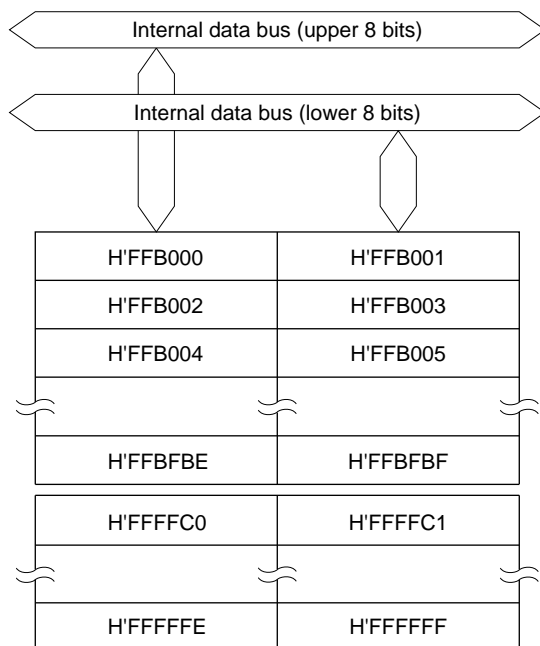 Internal data bus (upper 8 bits)
Internal data bus (lower 8 bits)
H'FFB000 H'FFB001
H'FFB002 H'FFB003
H'FFB004 H'FFB005
H'FFBFBE H'FFBFBF
H'FFFFC0 H'FFFFC1
H'FFFFFE H'FFFFFF